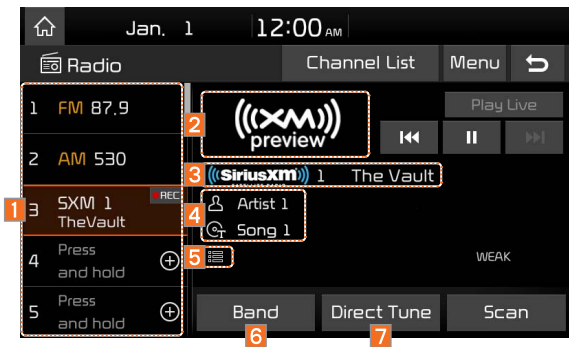 Jan. 1 12:00 AM
Radio Channel List Menu
1 FM 87.9
2 AM 530
3 SXM 1 REC
TheVault
4 Press
and hold
5 Press
and hold
1
2
((XM))
preview
Play Live
3
((SiriusXM)) 1 The Vault
4
Artist 1
Song 1
5
WEAK
Band Direct Tune Scan
6 7